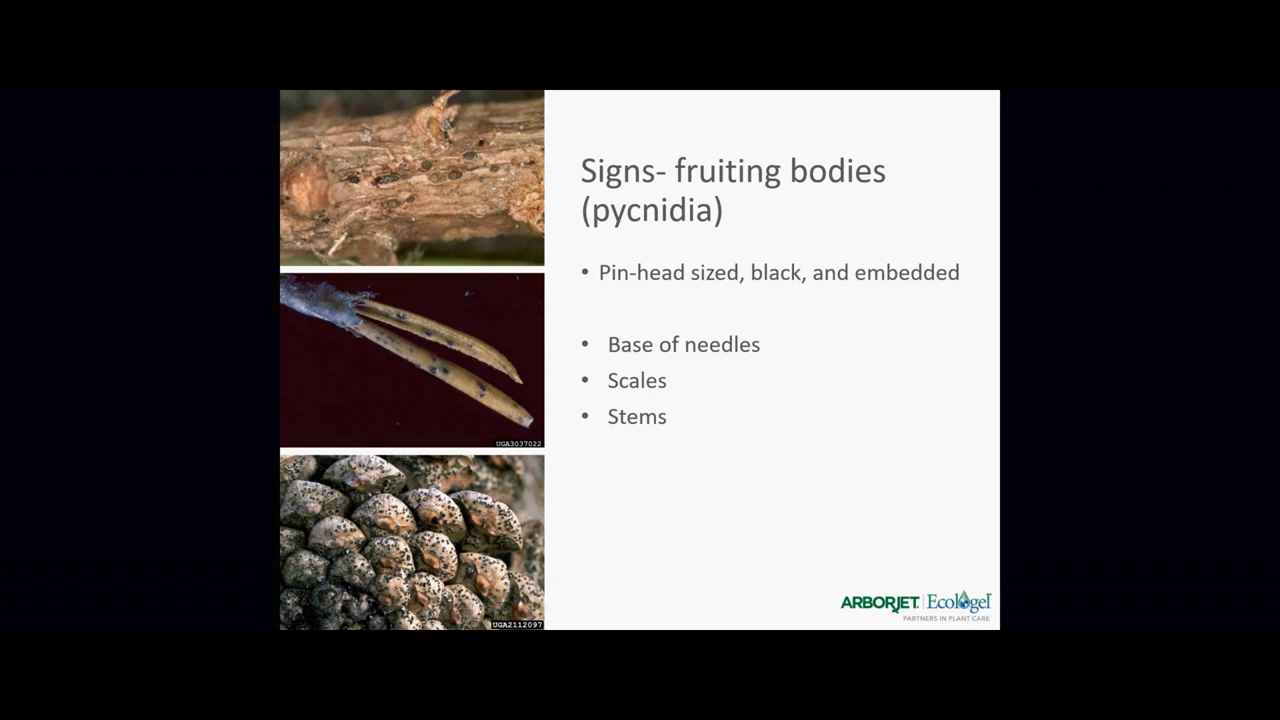 Signs- fruiting bodies
(pycnidia)
• Pin-head sized, black, and embedded
• Base of needles
• Scales
• Stems
UGA3037022
UGA2112097
ARBORJET | Ecologel
PARTNERS IN PLANT CARE